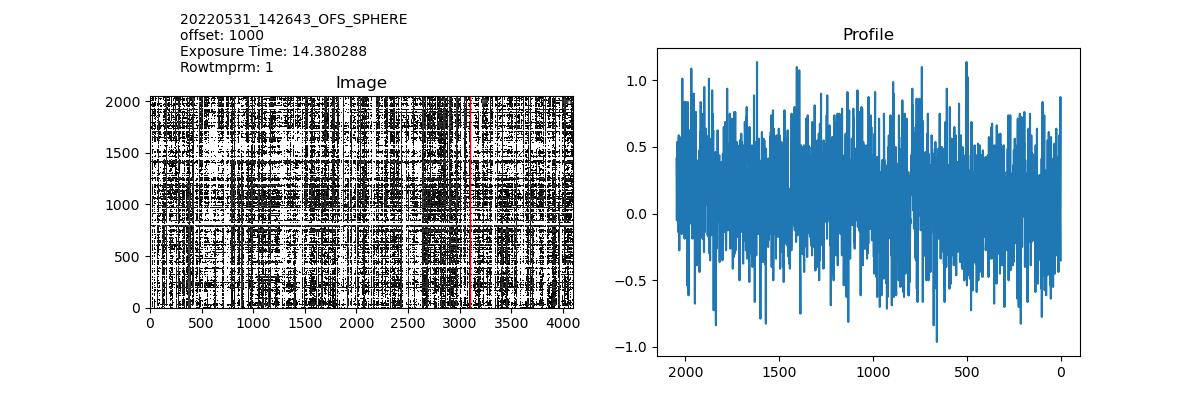 20220531_142643_OFS_SPHERE
offset: 1000
Exposure Time: 14.380288
Rowtmprm: 1
Image
2000
1500
1000
500
0
0 500 1000 1500 2000 2500 3000 3500 4000
Profile
1.0
0.5
0.0
−0.5
−1.0
2000 1500 1000 500 0